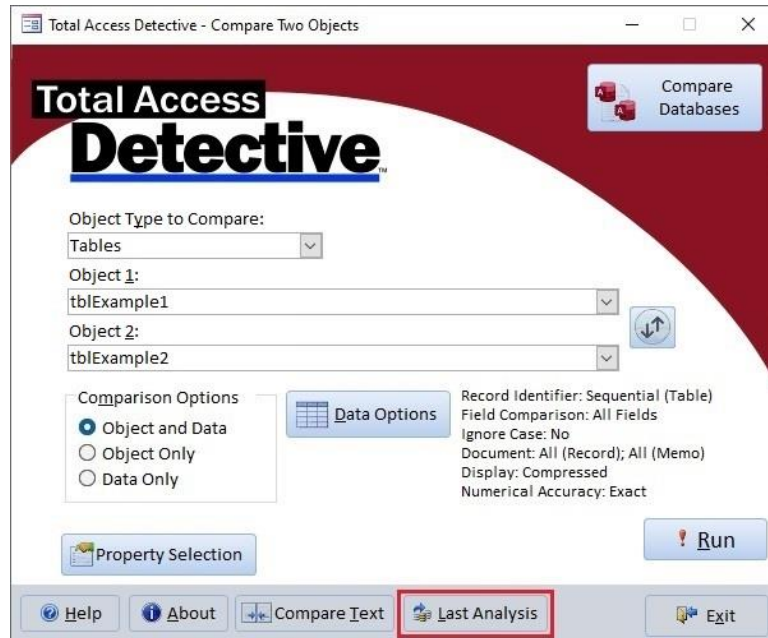 Total Access Detective - Compare Two Objects
Total Access
Detective™
Compare
Databases
Object Type to Compare:
Tables
Object 1:
tblExample1
Object 2:
tblExample2
Comparison Options
Object and Data
Object Only
Data Only
Data Options
Record Identifier: Sequential (Table)
Field Comparison: All Fields
Ignore Case: No
Document: All (Record); All (Memo)
Display: Compressed
Numerical Accuracy: Exact
Property Selection
Run
Help
About
Compare Text
Last Analysis
Exit